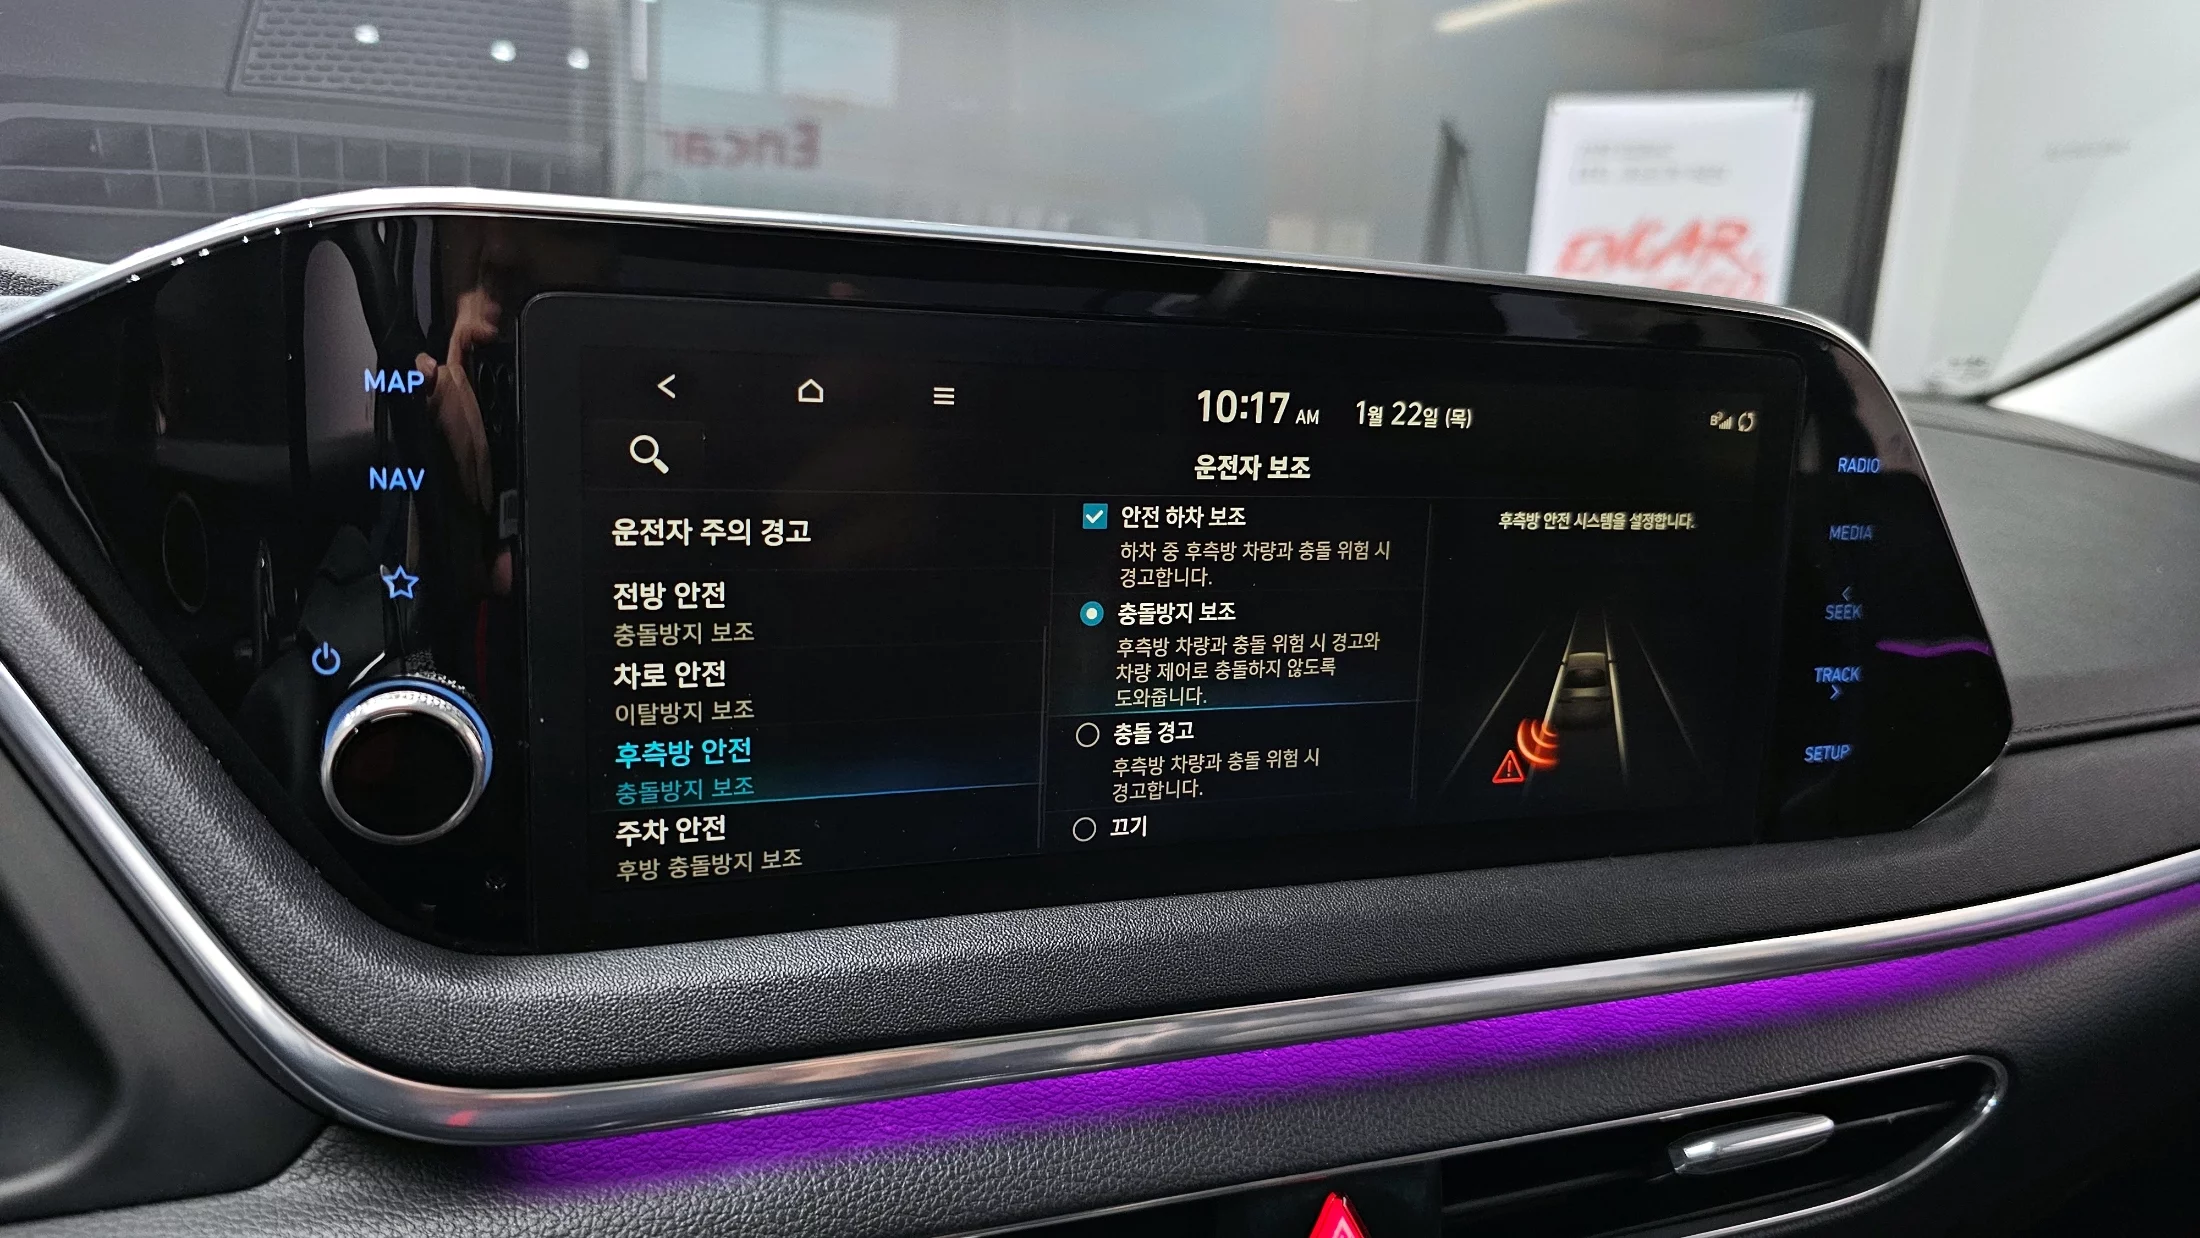 Encar
ENCAR
MAP
NAV
10:17 AM 1월 22일 (목)
운전자 보조
운전자 주의 경고
전방 안전
충돌방지 보조
차로 안전
이탈방지 보조
후측방 안전
충돌방지 보조
주차 안전
후방 충돌방지 보조
안전 하차 보조
하차 중 후측방 차량과 충돌 위험 시
경고합니다.
충돌방지 보조
후측방 차량과 충돌 위험 시 경고와
차량 제어로 충돌하지 않도록
도와줍니다.
충돌 경고
후측방 차량과 충돌 위험 시
경고합니다.
끄기
후측방 안전 시스템을 설정합니다.
RADIO
MEDIA
SEEK
TRACK
SETUP